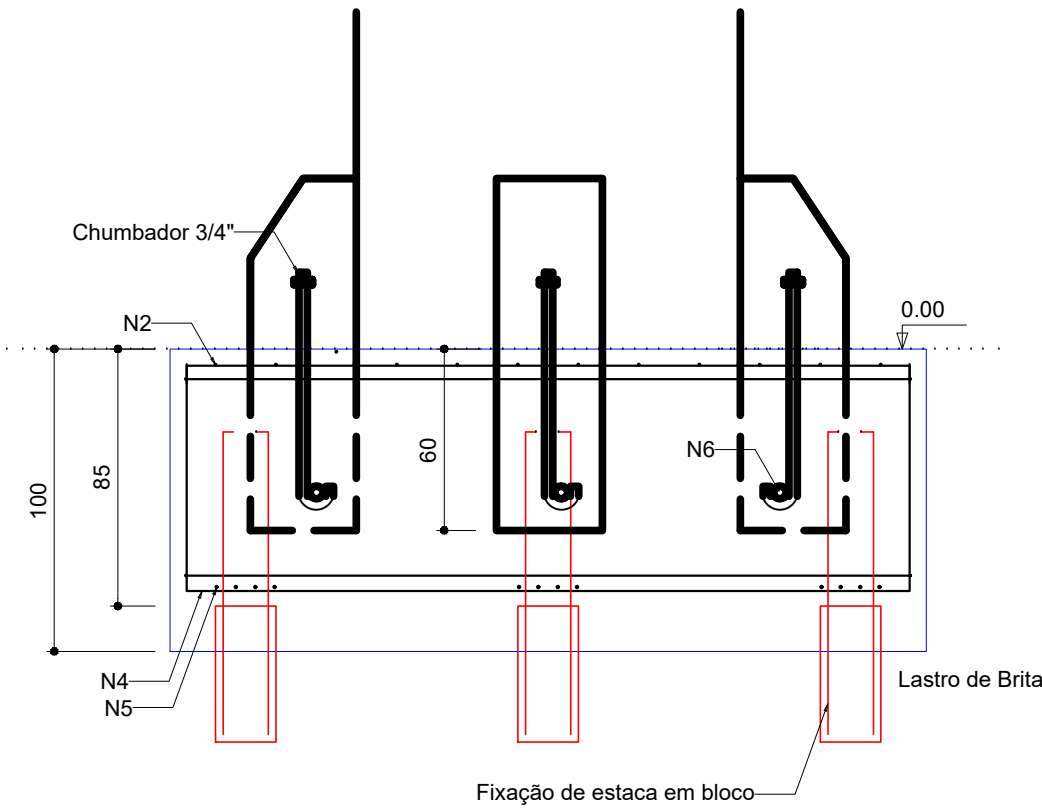 Chumbador 3/4"
N2
0.00
60
N6
85
100
N4
N5
Lastro de Brita
Fixação de estaca em bloco